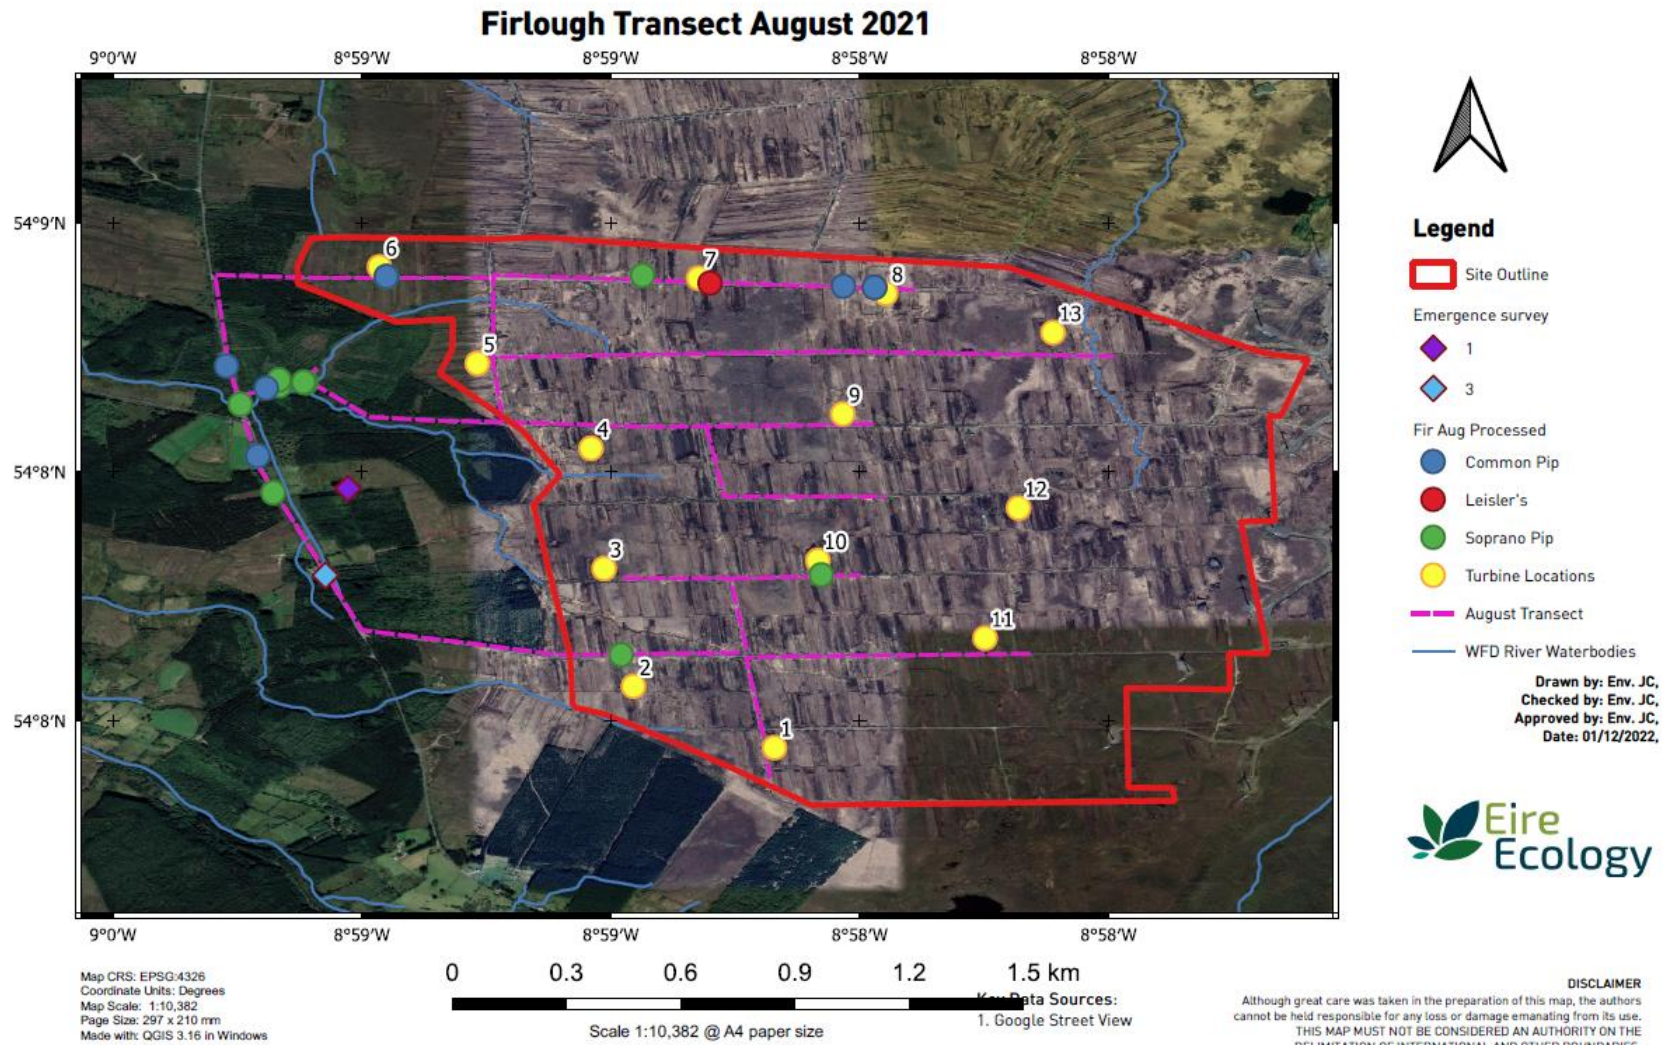 Firlough Transect August 2021
9°0'W 8°59'W 8°59'W 8°58'W 8°58'W
54°9'N
54°8'N
54°8'N
6
7
8
13
5
9
4
12
10
3
11
2
1
9°0'W 8°59'W 8°59'W 8°58'W 8°58'W
Legend
Site Outline
Emergence survey
1
3
Fir Aug Processed
Common Pip
Leisler's
Soprano Pip
Turbine Locations
August Transect
WFD River Waterbodies
Drawn by: Env. JC,
Checked by: Env. JC,
Approved by: Env. JC,
Date: 01/12/2022,
Eire
Ecology
Map CRS: EPSG:4326
Coordinate Units: Degrees
Map Scale: 1:10,382
Page Size: 297 x 210 mm
Made with: QGIS 3.16 in Windows
0 0.3 0.6 0.9 1.2 1.5 km
Scale 1:10,382 @ A4 paper size
Key Data Sources:
1. Google Street View
DISCLAIMER
Although great care was taken in the preparation of this map, the authors
cannot be held responsible for any loss or damage emanating from its use.
THIS MAP MUST NOT BE CONSIDERED AN AUTHORITY ON THE
DELIMITATION OF INTERNATIONAL AND OTHER BOUNDARIES.